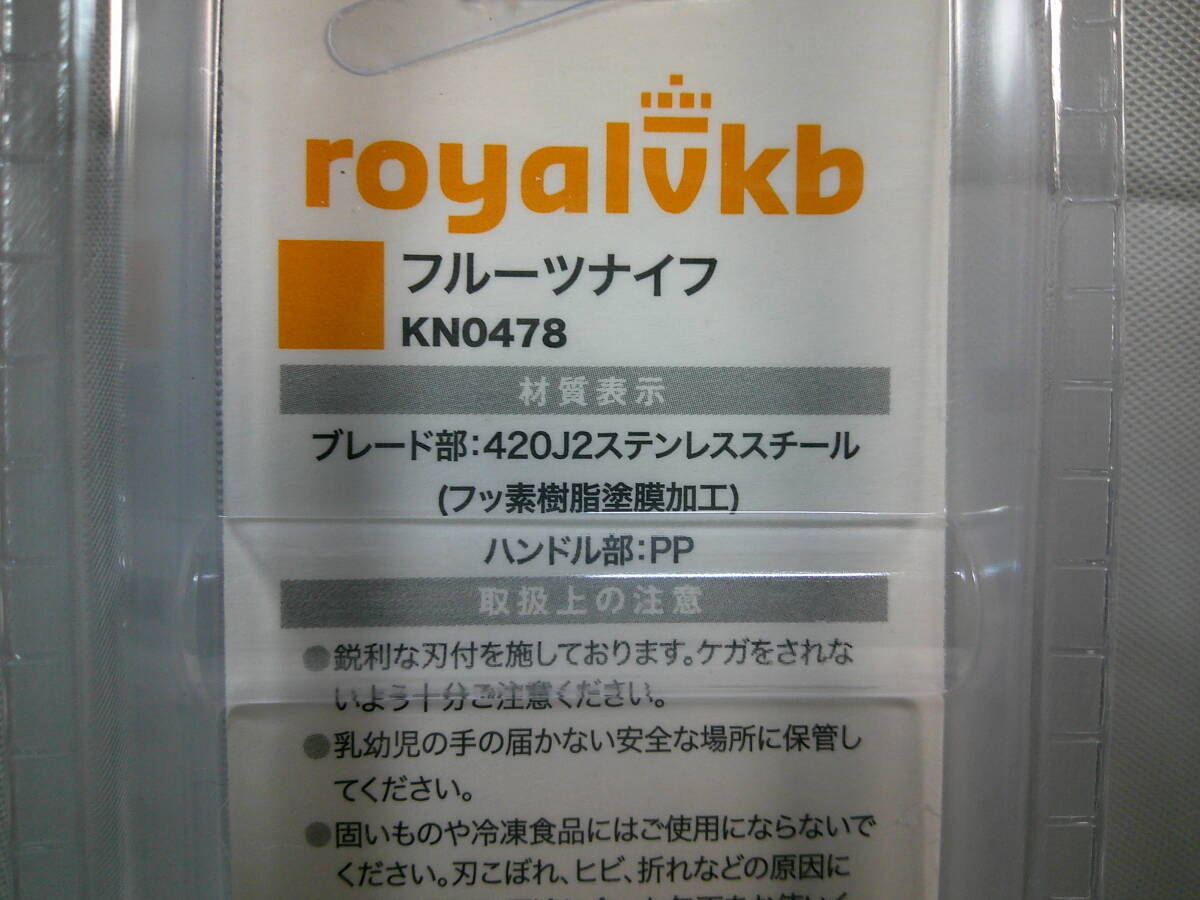 royalvkb
フルーツナイフ
KN0478
材質表示
ブレード部:420J2ステンレススチール
(フッ素樹脂塗膜加工)
ハンドル部:PP
取扱上の注意
●鋭利な刃付を施しております。ケガをされな
いよう十分ご注意ください。
●乳幼児の手の届かない安全な場所に保管し
てください。
●固いものや冷凍食品にはご使用にならないで
ください。刃こぼれ、ヒビ、折れなどの原因に